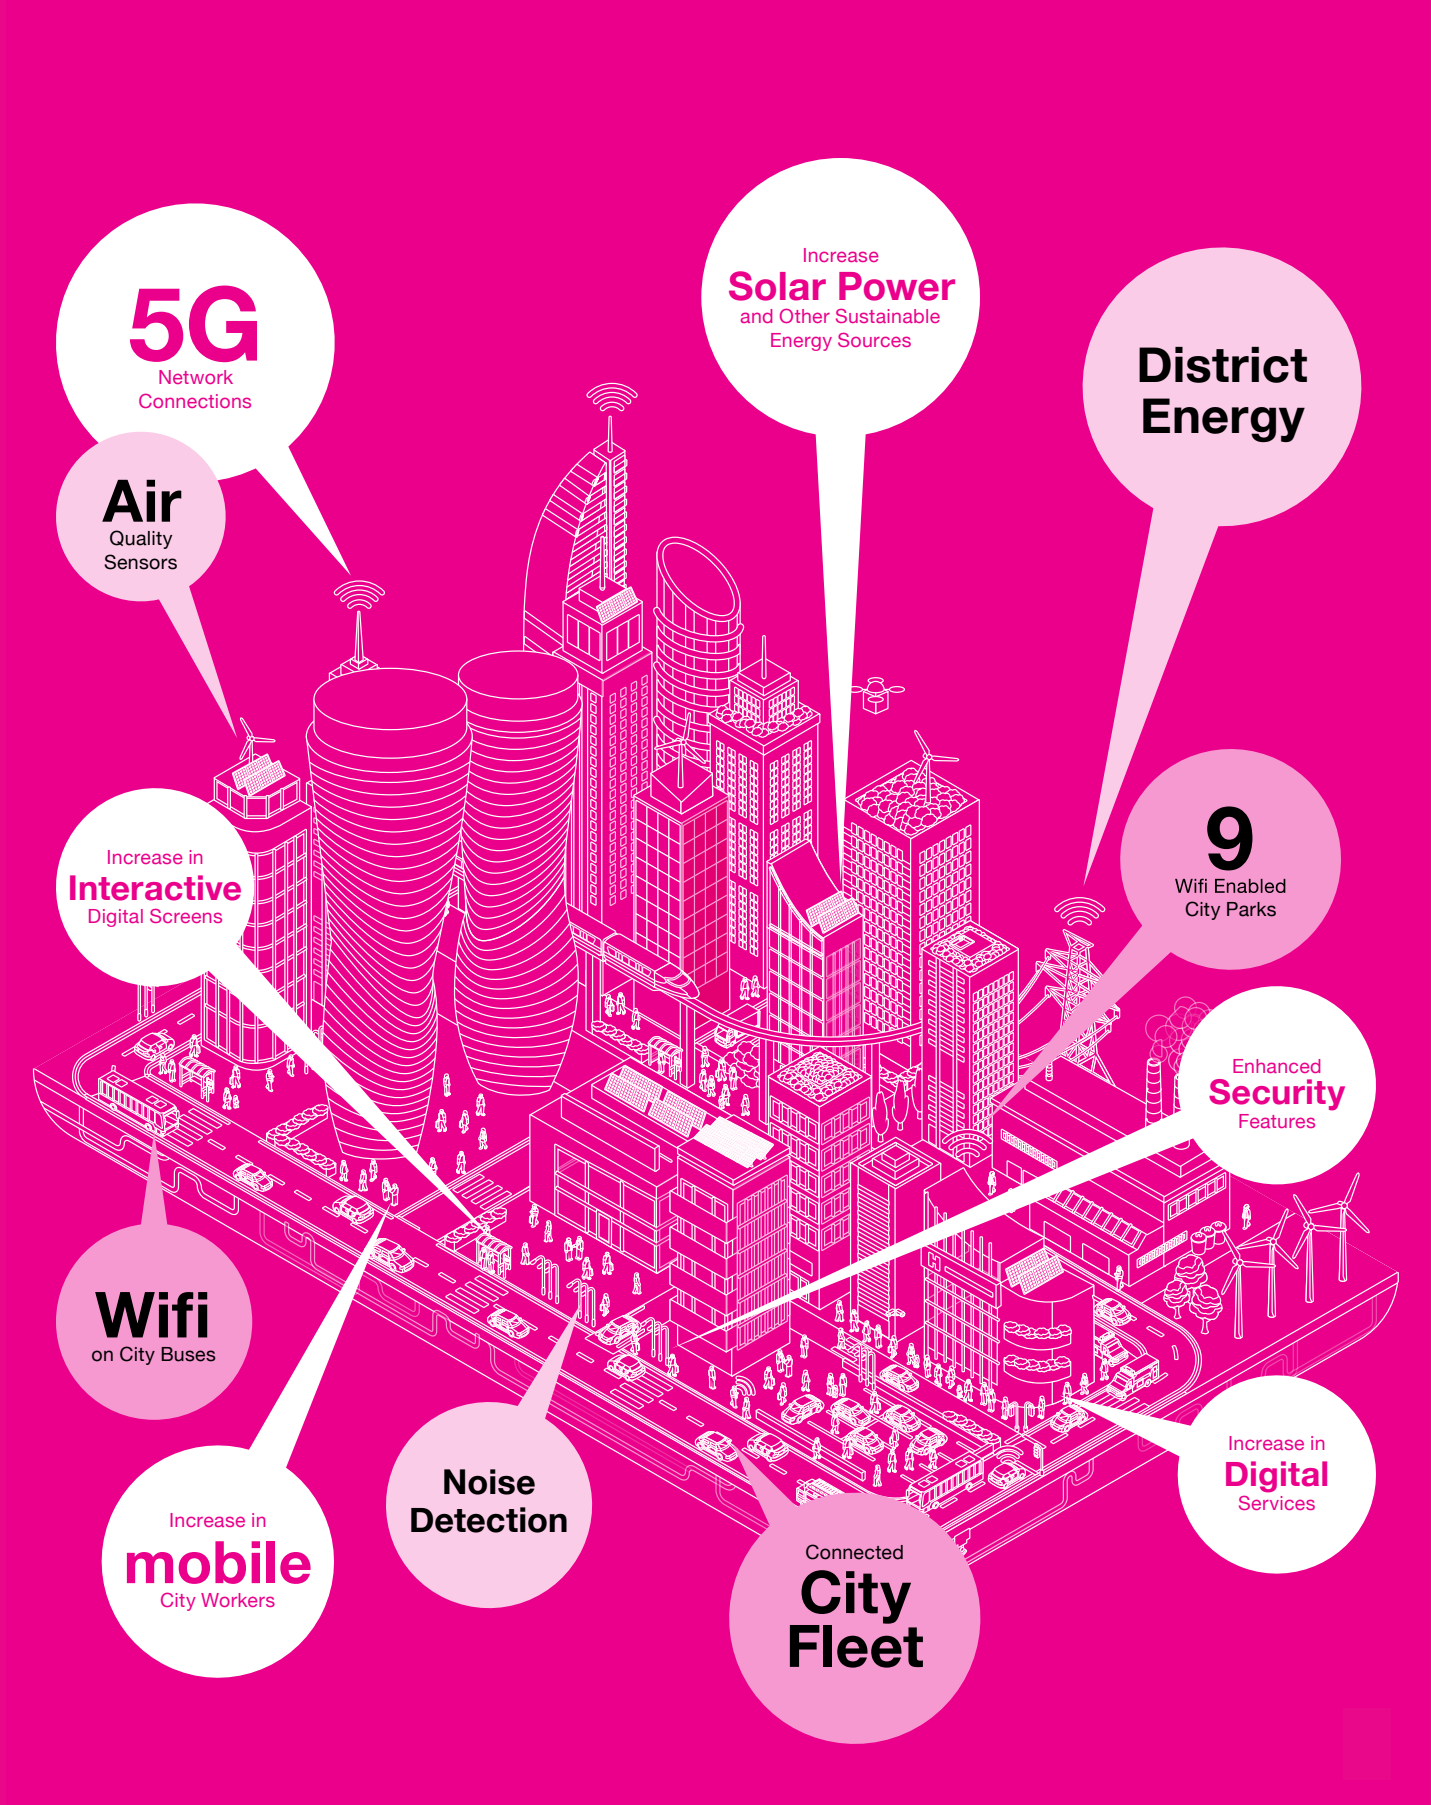 5G
Network
Connections
Air
Quality
Sensors
Increase
Solar Power
and Other Sustainable
Energy Sources
District
Energy
Increase in
Interactive
Digital Screens
9
Wifi Enabled
City Parks
Enhanced
Security
Features
Wifi
on City Buses
Increase in
mobile
City Workers
Noise
Detection
Connected
City
Fleet
Increase in
Digital
Services
H